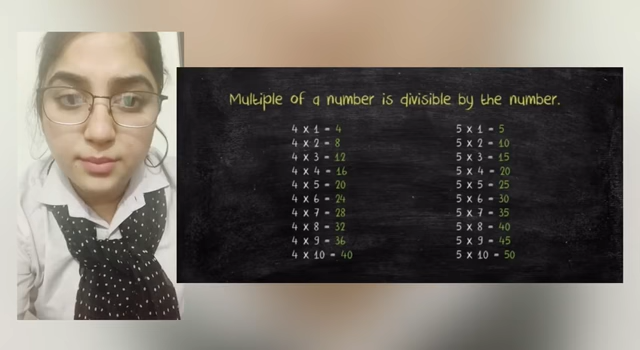 Multiple of a number is divisible by the number.
4 x 1 = 4
4 x 2 = 8
4 x 3 = 12
4 x 4 = 16
4 x 5 = 20
4 x 6 = 24
4 x 7 = 28
4 x 8 = 32
4 x 9 = 36
4 x 10 = 40
5 x 1 = 5
5 x 2 = 10
5 x 3 = 15
5 x 4 = 20
5 x 5 = 25
5 x 6 = 30
5 x 7 = 35
5 x 8 = 40
5 x 9 = 45
5 x 10 = 50